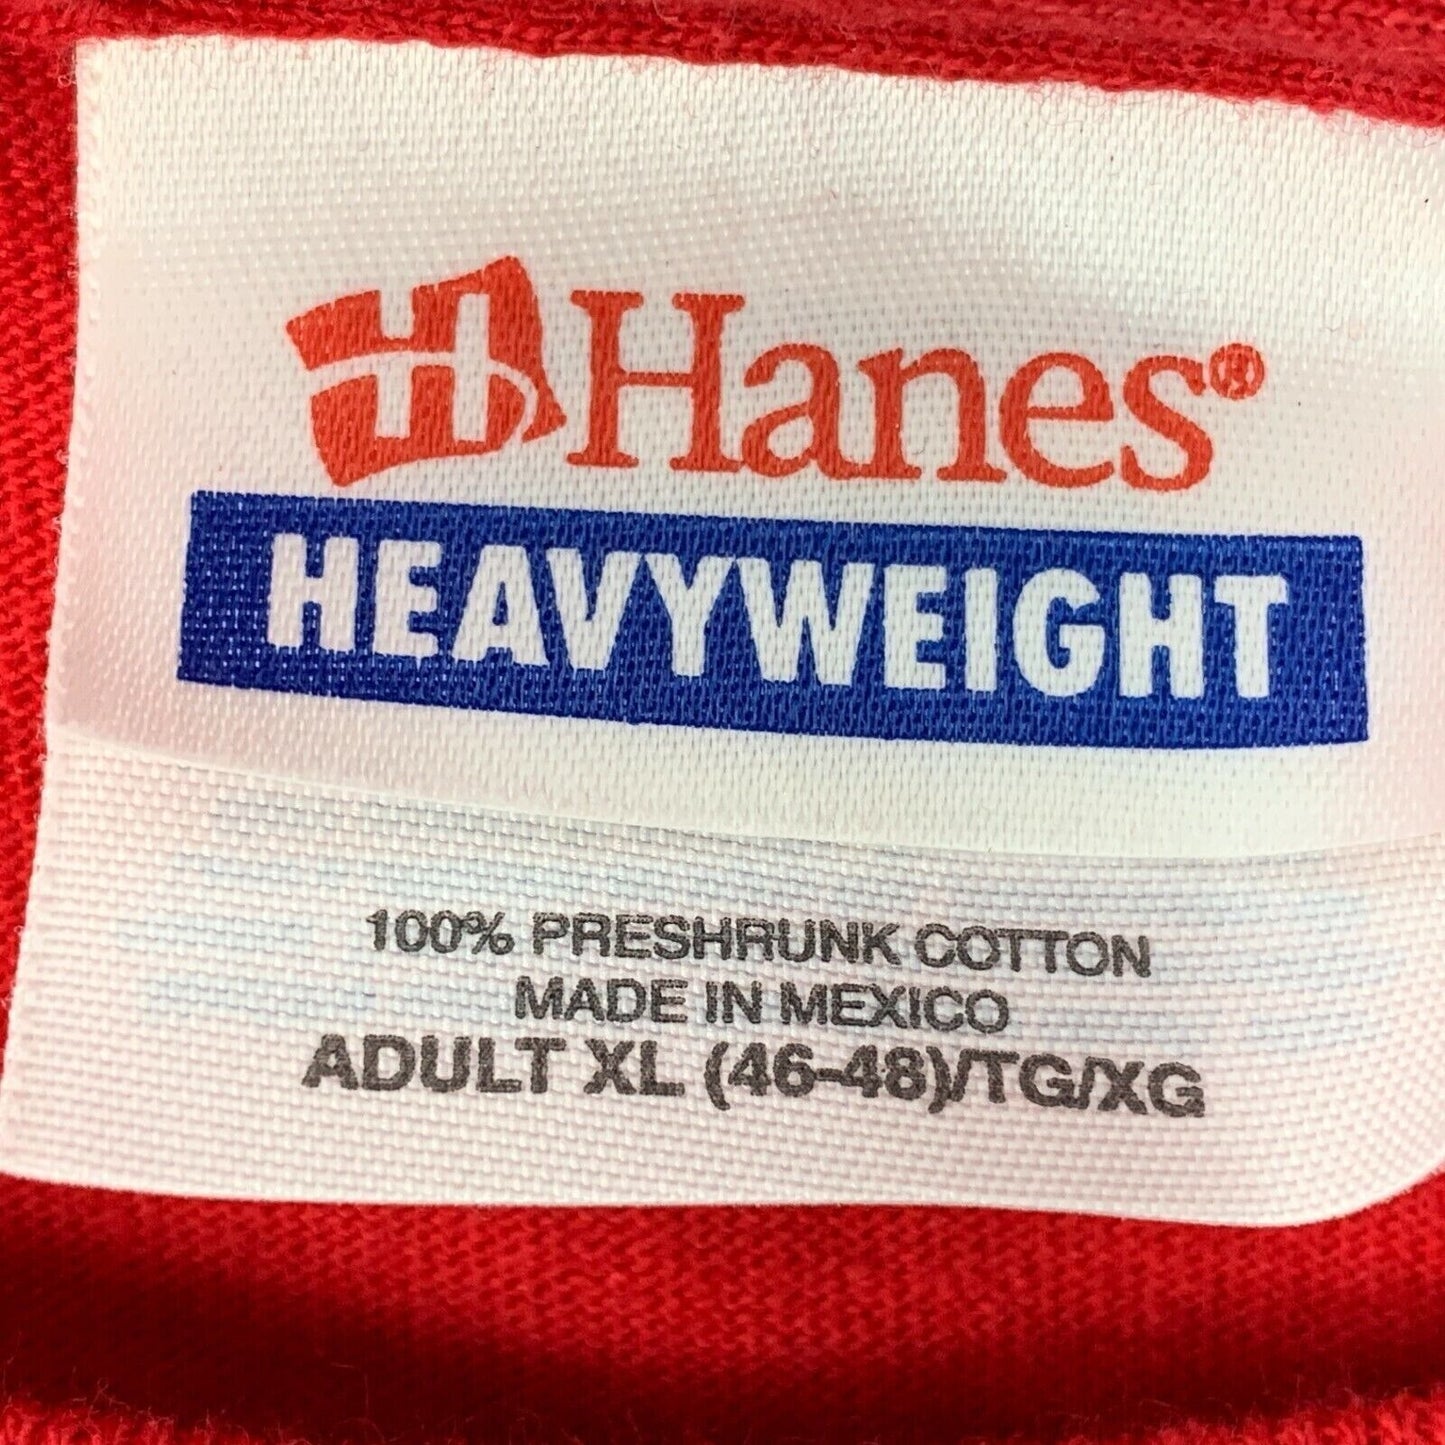 Hanes®
HEAVYWEIGHT
100% PRESHRUNK COTTON
MADE IN MEXICO
ADULT XL (46-48)/TG/XG